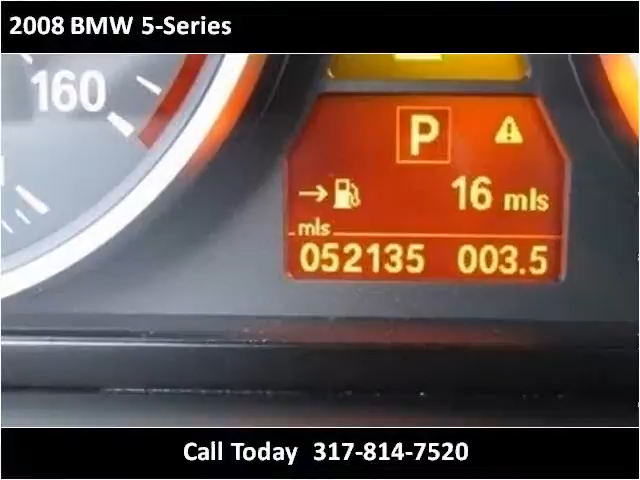 2008 BMW 5-Series
160
P
16 mls
mls
052135 003.5
Call Today 317-814-7520